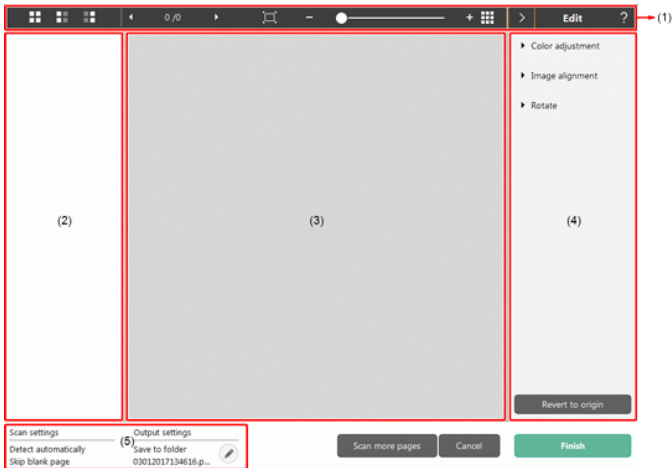 0 /0
Edit
?
(1)
Color adjustment
Image alignment
Rotate
(2)
(3)
(4)
Revert to origin
Scan settings
Output settings
(5)
Detect automatically
Save to folder
Skip blank page
03012017134616.p...
Scan more pages
Cancel
Finish